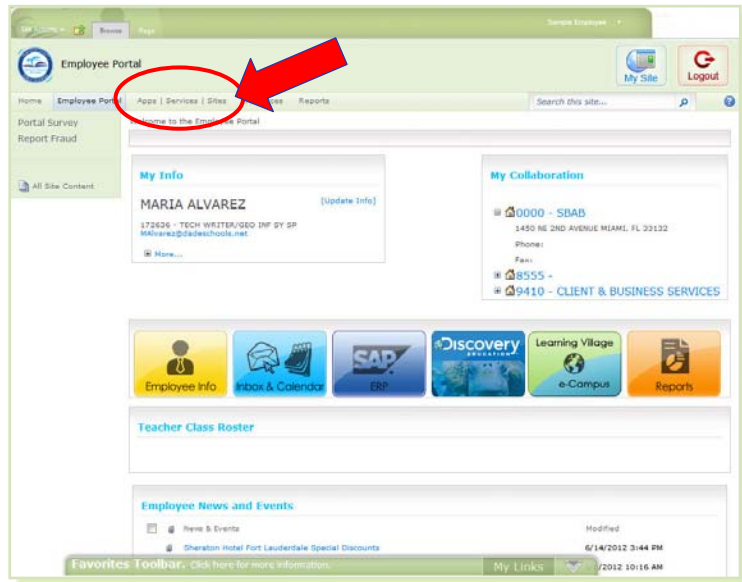 Browse Page
Sample Employee
Employee Portal
My Site
Logout
Home Employee Portal Apps | Services | Sites Reports
Search this site...
Portal Survey
Report Fraud
All Site Content
Welcome to the Employee Portal
My Info
MARIA ALVAREZ
[Update Info]
172636 - TECH WRITER/GEO INF SY SP
MAlvarez@dadeschools.net
More...
My Collaboration
0000 - SBAB
1450 NE 2ND AVENUE MIAMI, FL 33132
Phone:
Fax:
8555 -
9410 - CLIENT & BUSINESS SERVICES
Employee Info
Inbox & Calendar
SAP
ERP
Discovery
EDUCATION
Learning Village
e-Campus
Reports
Teacher Class Roster
Employee News and Events
News & Events Modified
Sheraton Hotel Fort Lauderdale Special Discounts 6/14/2012 3:44 PM
Favorites Toolbar. Click here for more information. My Links /2012 10:16 AM